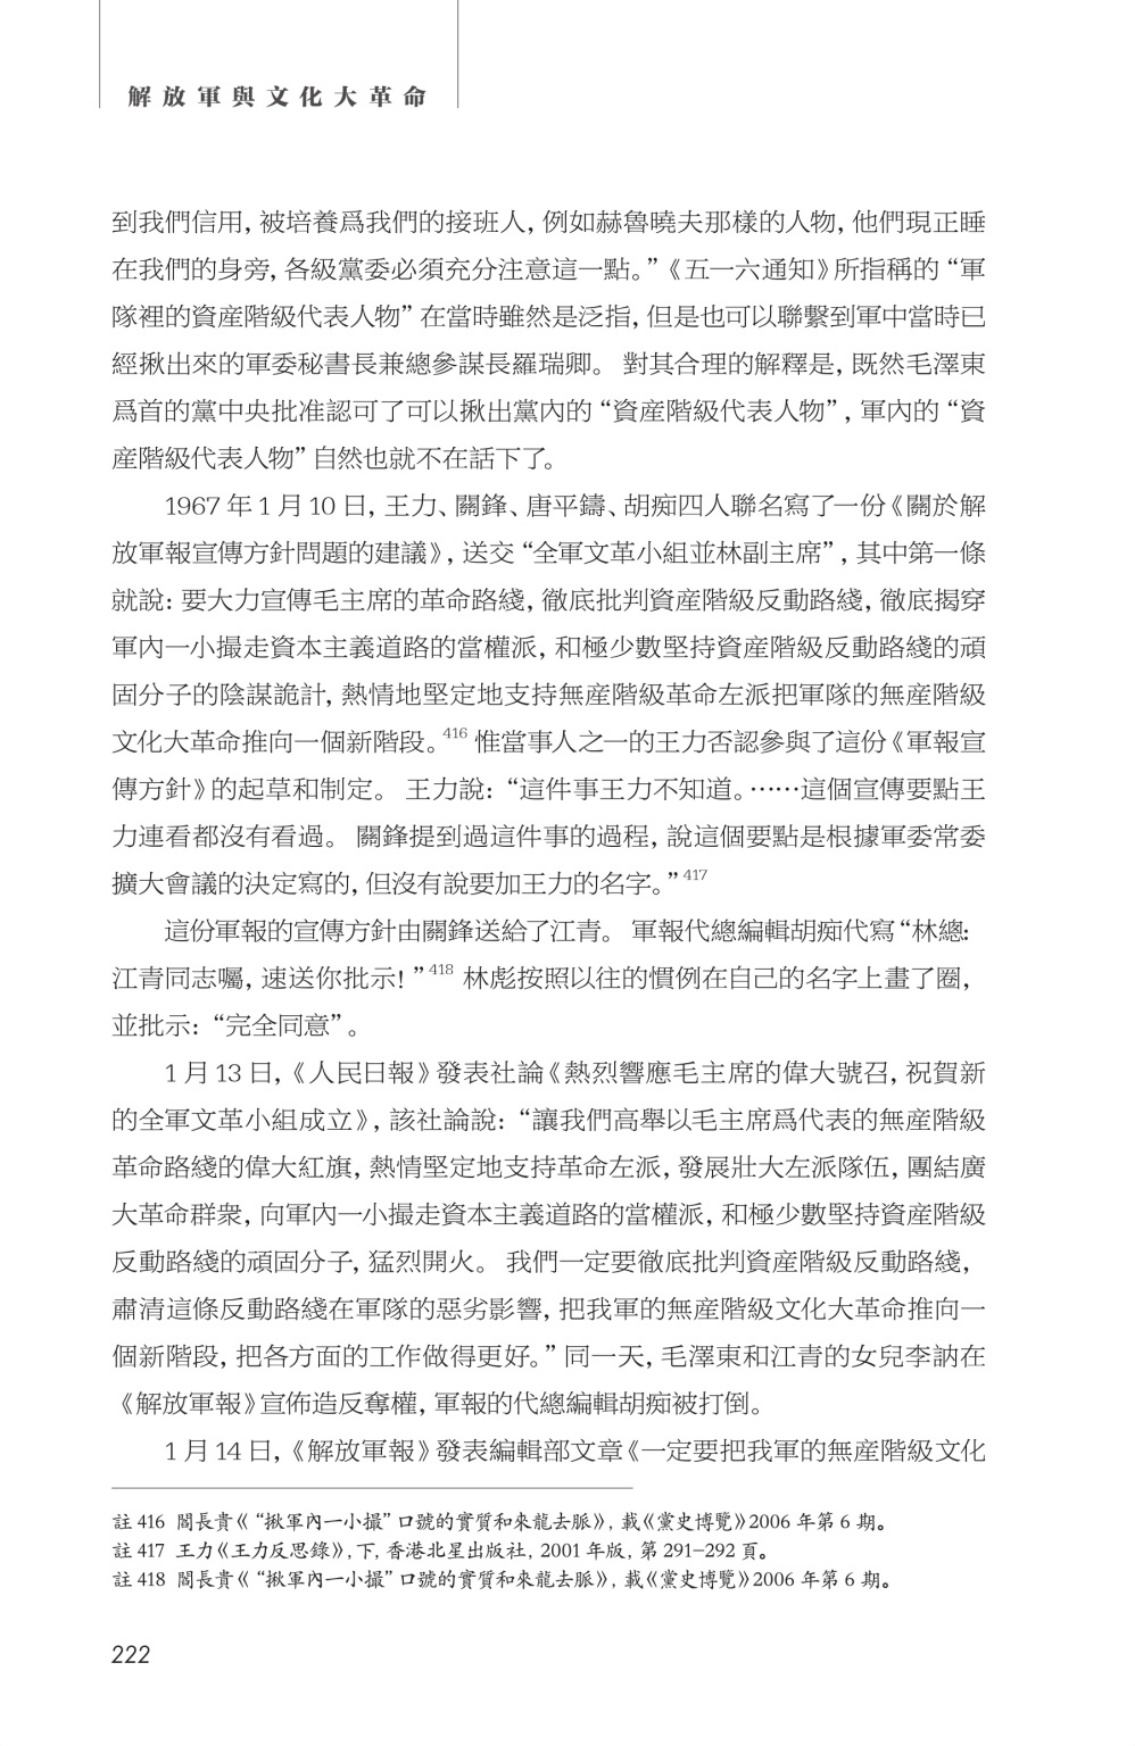 解放軍與文化大革命
到我們信用, 被培養爲我們的接班人, 例如赫魯曉夫那樣的人物, 他們現正睡
在我們的身旁, 各級黨委必須充分注意這一點。”《五一六通知》所指稱的“軍
隊裡的資産階級代表人物”在當時雖然是泛指, 但是也可以聯繫到軍中當時已
經揪出來的軍委秘書長兼總參謀長羅瑞卿。 對其合理的解釋是, 既然毛澤東
爲首的黨中央批准認可了可以揪出黨內的“資産階級代表人物”, 軍內的“資
産階級代表人物”自然也就不在話下了。
1967 年 1 月 10 日, 王力、關鋒、唐平鑄、胡痴四人聯名寫了一份《關於解
放軍報宣傳方針問題的建議》, 送交“全軍文革小組並林副主席”, 其中第一條
就說: 要大力宣傳毛主席的革命路綫, 徹底批判資産階級反動路綫, 徹底揭穿
軍內一小撮走資本主義道路的當權派, 和極少數堅持資産階級反動路綫的頑
固分子的陰謀詭計, 熱情地堅定地支持無産階級革命左派把軍隊的無産階級
文化大革命推向一個新階段。416 惟當事人之一的王力否認參與了這份《軍報宣
傳方針》的起草和制定。 王力說: “這件事王力不知道。……這個宣傳要點王
力連看都沒有看過。 關鋒提到過這件事的過程, 說這個要點是根據軍委常委
擴大會議的決定寫的, 但沒有說要加王力的名字。”417
這份軍報的宣傳方針由關鋒送給了江青。 軍報代總編輯胡痴代寫“林總:
江青同志囑, 速送你批示! ”418 林彪按照以往的慣例在自己的名字上畫了圈,
並批示: “完全同意”。
1 月 13 日,《人民日報》發表社論《熱烈響應毛主席的偉大號召, 祝賀新
的全軍文革小組成立》, 該社論說: “讓我們高舉以毛主席爲代表的無産階級
革命路綫的偉大紅旗, 熱情堅定地支持革命左派, 發展壯大左派隊伍, 團結廣
大革命群衆, 向軍內一小撮走資本主義道路的當權派, 和極少數堅持資産階級
反動路綫的頑固分子, 猛烈開火。 我們一定要徹底批判資産階級反動路綫,
肅清這條反動路綫在軍隊的惡劣影響, 把我軍的無産階級文化大革命推向一
個新階段, 把各方面的工作做得更好。”同一天, 毛澤東和江青的女兒李訥在
《解放軍報》宣佈造反奪權, 軍報的代總編輯胡痴被打倒。
1 月 14 日,《解放軍報》發表編輯部文章《一定要把我軍的無産階級文化
註 416 閻長貴《“揪軍內一小撮”口號的實質和來龍去脈》, 載《黨史博覽》2006 年第 6 期。
註 417 王力《王力反思錄》, 下, 香港北星出版社, 2001 年版, 第 291–292 頁。
註 418 閻長貴《“揪軍內一小撮”口號的實質和來龍去脈》, 載《黨史博覽》2006 年第 6 期。
222